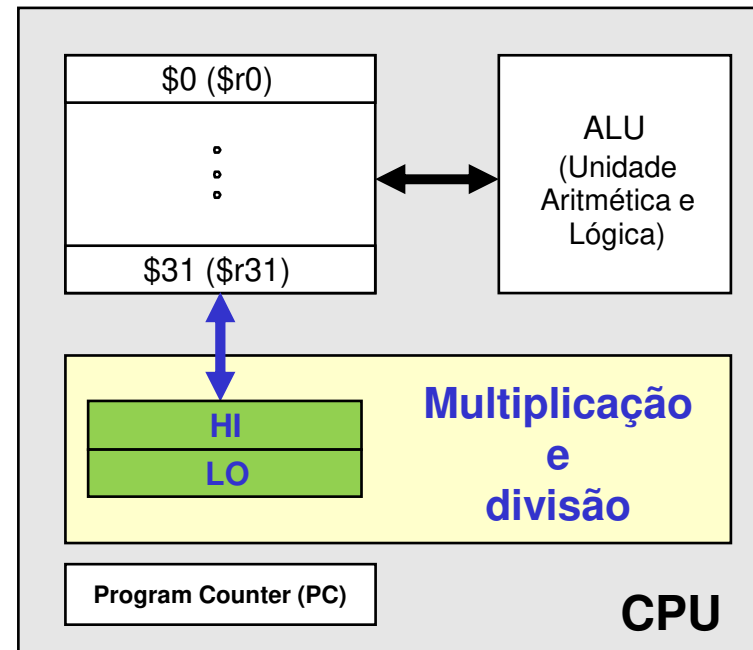 $0 ($r0)
$31 ($r31)
ALU
(Unidade
Aritmética e
Lógica)
HI
LO
Multiplicação
e
divisão
Program Counter (PC)
CPU